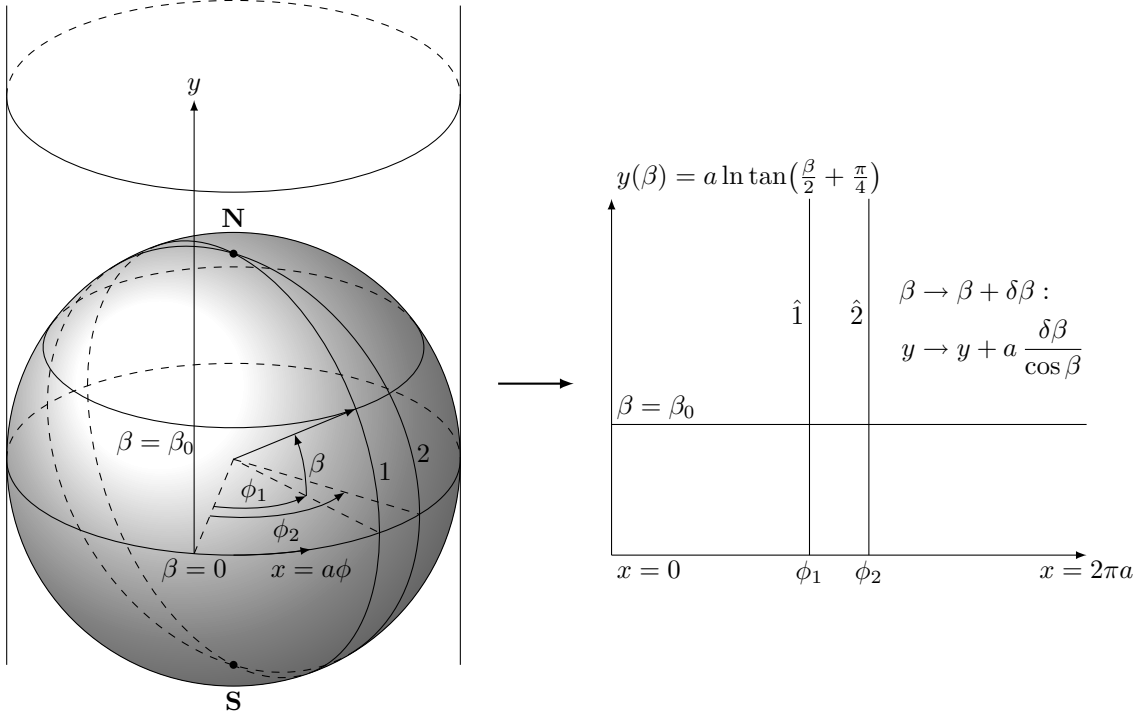 y
N
β = β₀
β
ϕ₁
ϕ₂
1
2
β = 0
x = aϕ
S
y(β) = a ln tan(β/2 + π/4)
1̂
2̂
β → β + δβ :
y → y + a δβ/cos β
β = β₀
x = 0
ϕ₁
ϕ₂
x = 2πa